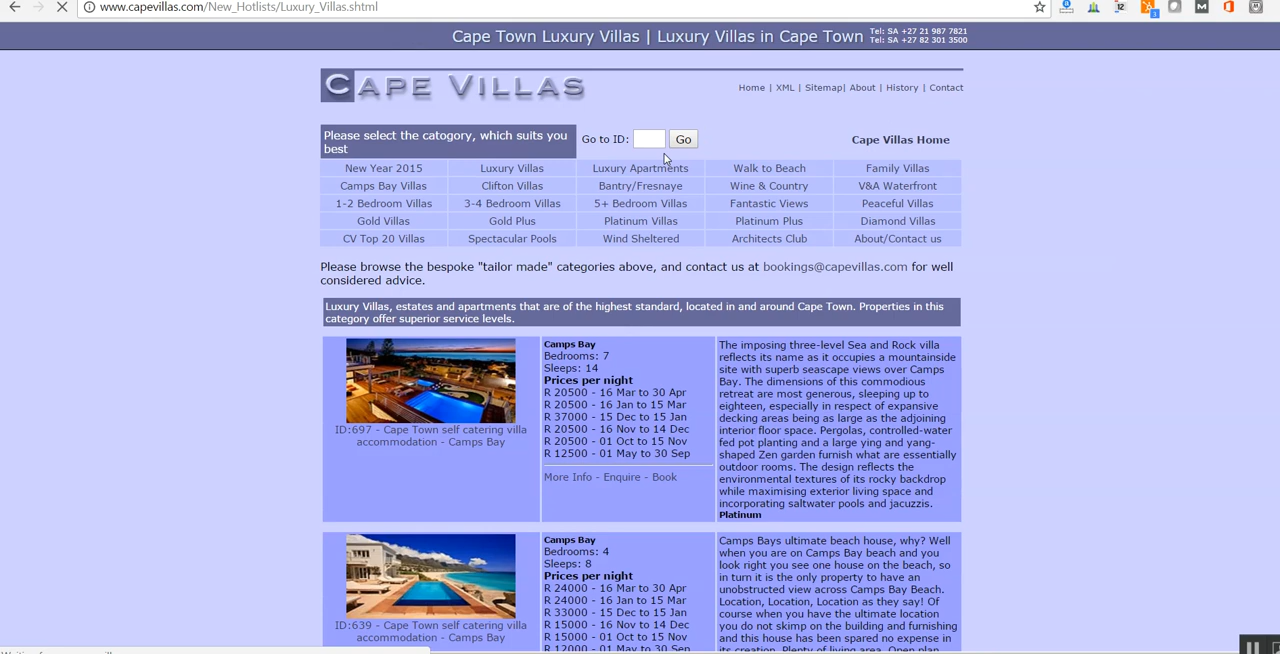 www.capevillas.com/New_Hotlists/Luxury_Villas.shtml
12
3
Cape Town Luxury Villas | Luxury Villas in Cape Town
Tel: SA +27 21 987 7821
Tel: SA +27 82 301 3500
CAPE VILLAS
Home | XML | Sitemap| About | History | Contact
Please select the catogory, which suits you
best
Go to ID: Go
Cape Villas Home
New Year 2015 Luxury Villas Luxury Apartments Walk to Beach Family Villas
Camps Bay Villas Clifton Villas Bantry/Fresnaye Wine & Country V&A Waterfront
1-2 Bedroom Villas 3-4 Bedroom Villas 5+ Bedroom Villas Fantastic Views Peaceful Villas
Gold Villas Gold Plus Platinum Villas Platinum Plus Diamond Villas
CV Top 20 Villas Spectacular Pools Wind Sheltered Architects Club About/Contact us
Please browse the bespoke "tailor made" categories above, and contact us at bookings@capevillas.com for well
considered advice.
Luxury Villas, estates and apartments that are of the highest standard, located in and around Cape Town. Properties in this
category offer superior service levels.
ID:697 - Cape Town self catering villa
accommodation - Camps Bay
Camps Bay
Bedrooms: 7
Sleeps: 14
Prices per night
R 20500 - 16 Mar to 30 Apr
R 20500 - 16 Jan to 15 Mar
R 37000 - 15 Dec to 15 Jan
R 20500 - 16 Nov to 14 Dec
R 20500 - 01 Oct to 15 Nov
R 12500 - 01 May to 30 Sep
More Info - Enquire - Book
The imposing three-level Sea and Rock villa
reflects its name as it occupies a mountainside
site with superb seascape views over Camps
Bay. The dimensions of this commodious
retreat are most generous, sleeping up to
eighteen, especially in respect of expansive
decking areas being as large as the adjoining
interior floor space. Pergolas, controlled-water
fed pot planting and a large ying and yang-
shaped Zen garden furnish what are essentially
outdoor rooms. The design reflects the
environmental textures of its rocky backdrop
while maximising exterior living space and
incorporating saltwater pools and jacuzzis.
Platinum
ID:639 - Cape Town self catering villa
accommodation - Camps Bay
Camps Bay
Bedrooms: 4
Sleeps: 8
Prices per night
R 24000 - 16 Mar to 30 Apr
R 24000 - 16 Jan to 15 Mar
R 33000 - 15 Dec to 15 Jan
R 15000 - 16 Nov to 14 Dec
R 15000 - 01 Oct to 15 Nov
R 12000 - 01 May to 30 Sep
Camps Bays ultimate beach house, why? Well
when you are on Camps Bay beach and you
look right you see one house on the beach, so
in turn it is the only property to have an
unobstructed view across Camps Bay Beach.
Location, Location, Location as they say! Of
course when you have the ultimate location
you do not skimp on the building and furnishing
and this house has been spared no expense in
its creation. Plenty of living area. Open plan